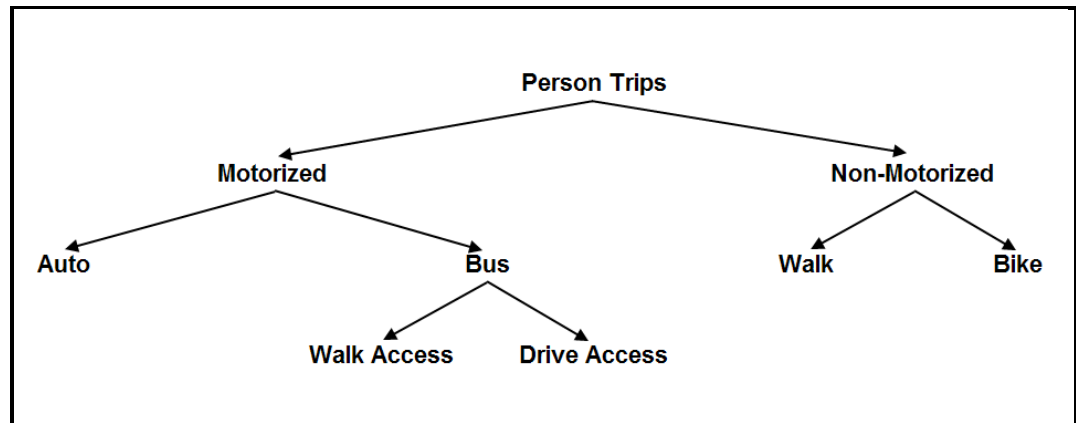 Person Trips
Motorized
Non-Motorized
Auto
Bus
Walk
Bike
Walk Access
Drive Access